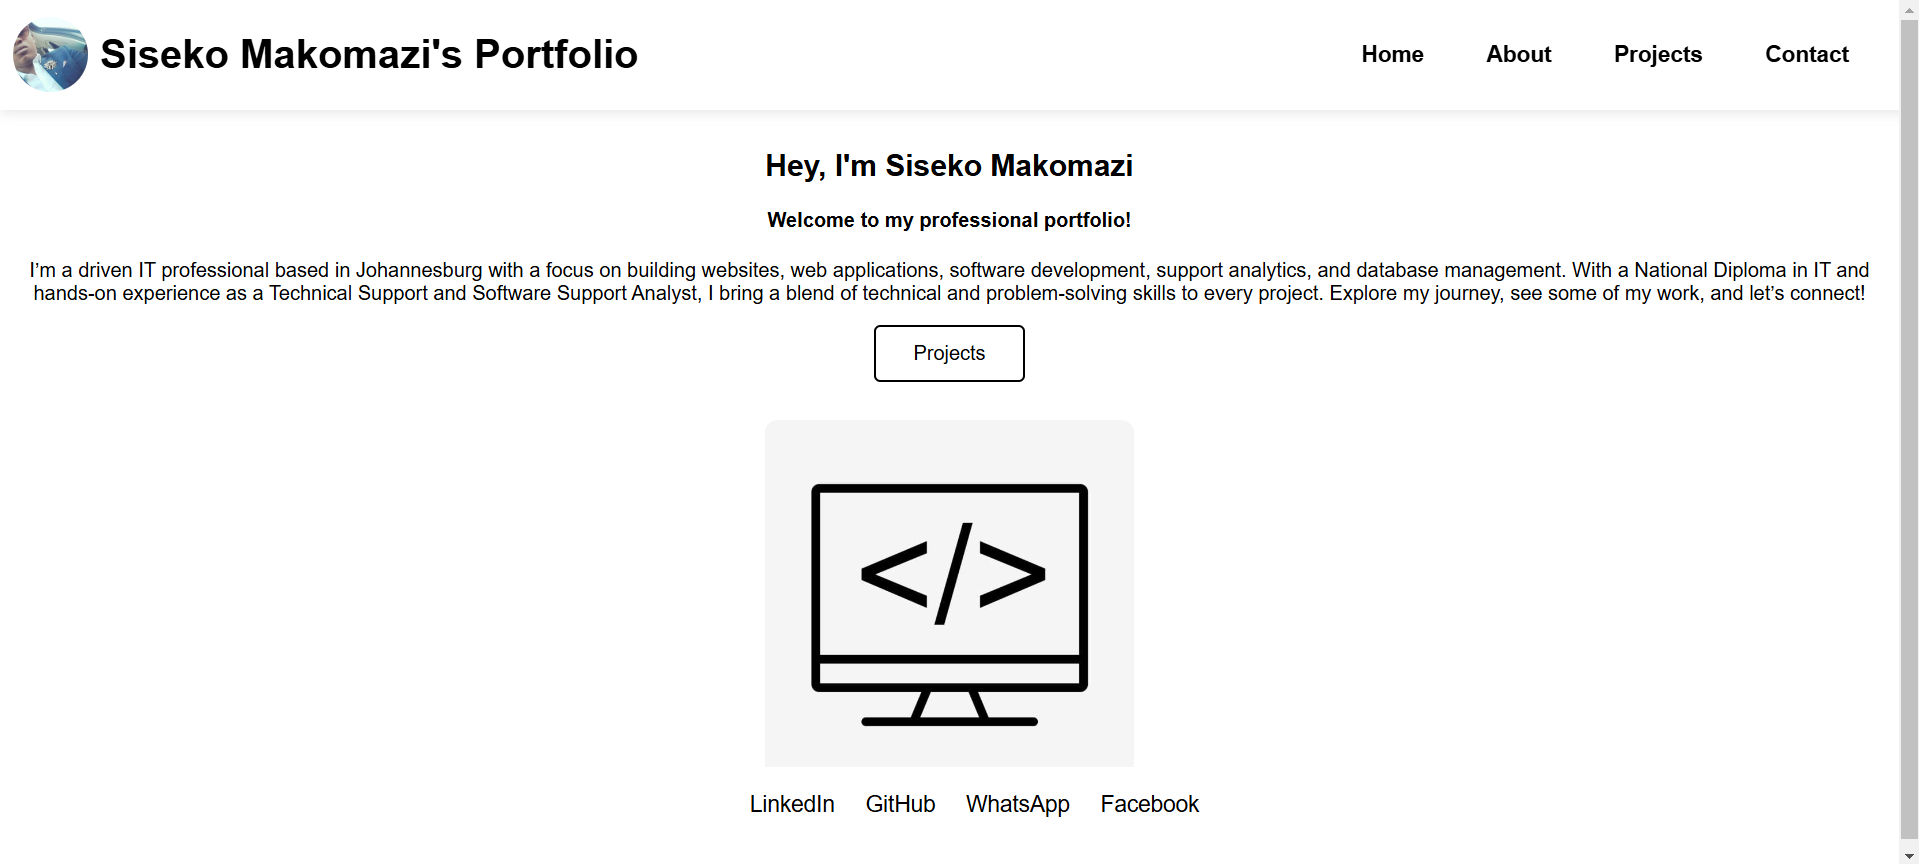 Siseko Makomazi's Portfolio
Home About Projects Contact
Hey, I'm Siseko Makomazi
Welcome to my professional portfolio!
I’m a driven IT professional based in Johannesburg with a focus on building websites, web applications, software development, support analytics, and database management. With a National Diploma in IT and
hands-on experience as a Technical Support and Software Support Analyst, I bring a blend of technical and problem-solving skills to every project. Explore my journey, see some of my work, and let’s connect!
Projects
</>
LinkedIn GitHub WhatsApp Facebook